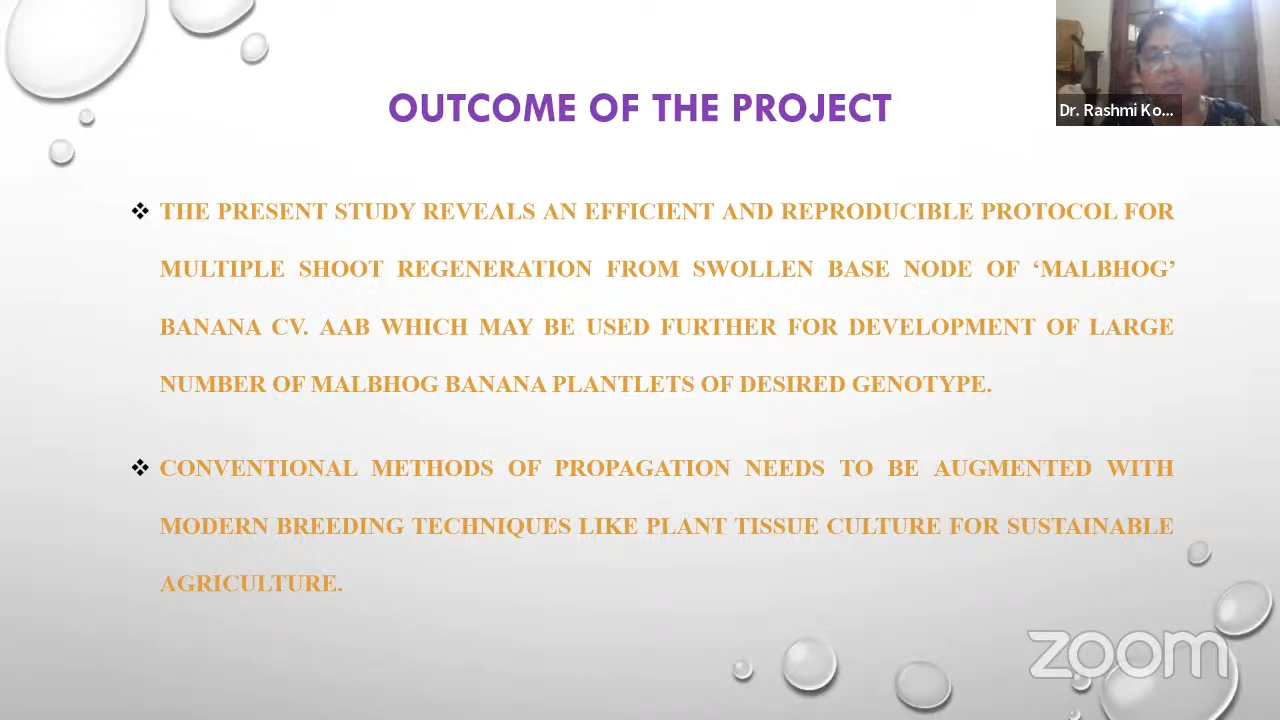 OUTCOME OF THE PROJECT
Dr. Rashmi Ko...
❖ THE PRESENT STUDY REVEALS AN EFFICIENT AND REPRODUCIBLE PROTOCOL FOR
MULTIPLE SHOOT REGENERATION FROM SWOLLEN BASE NODE OF ‘MALBHOG’
BANANA CV. AAB WHICH MAY BE USED FURTHER FOR DEVELOPMENT OF LARGE
NUMBER OF MALBHOG BANANA PLANTLETS OF DESIRED GENOTYPE.
❖ CONVENTIONAL METHODS OF PROPAGATION NEEDS TO BE AUGMENTED WITH
MODERN BREEDING TECHNIQUES LIKE PLANT TISSUE CULTURE FOR SUSTAINABLE
AGRICULTURE.
zoom